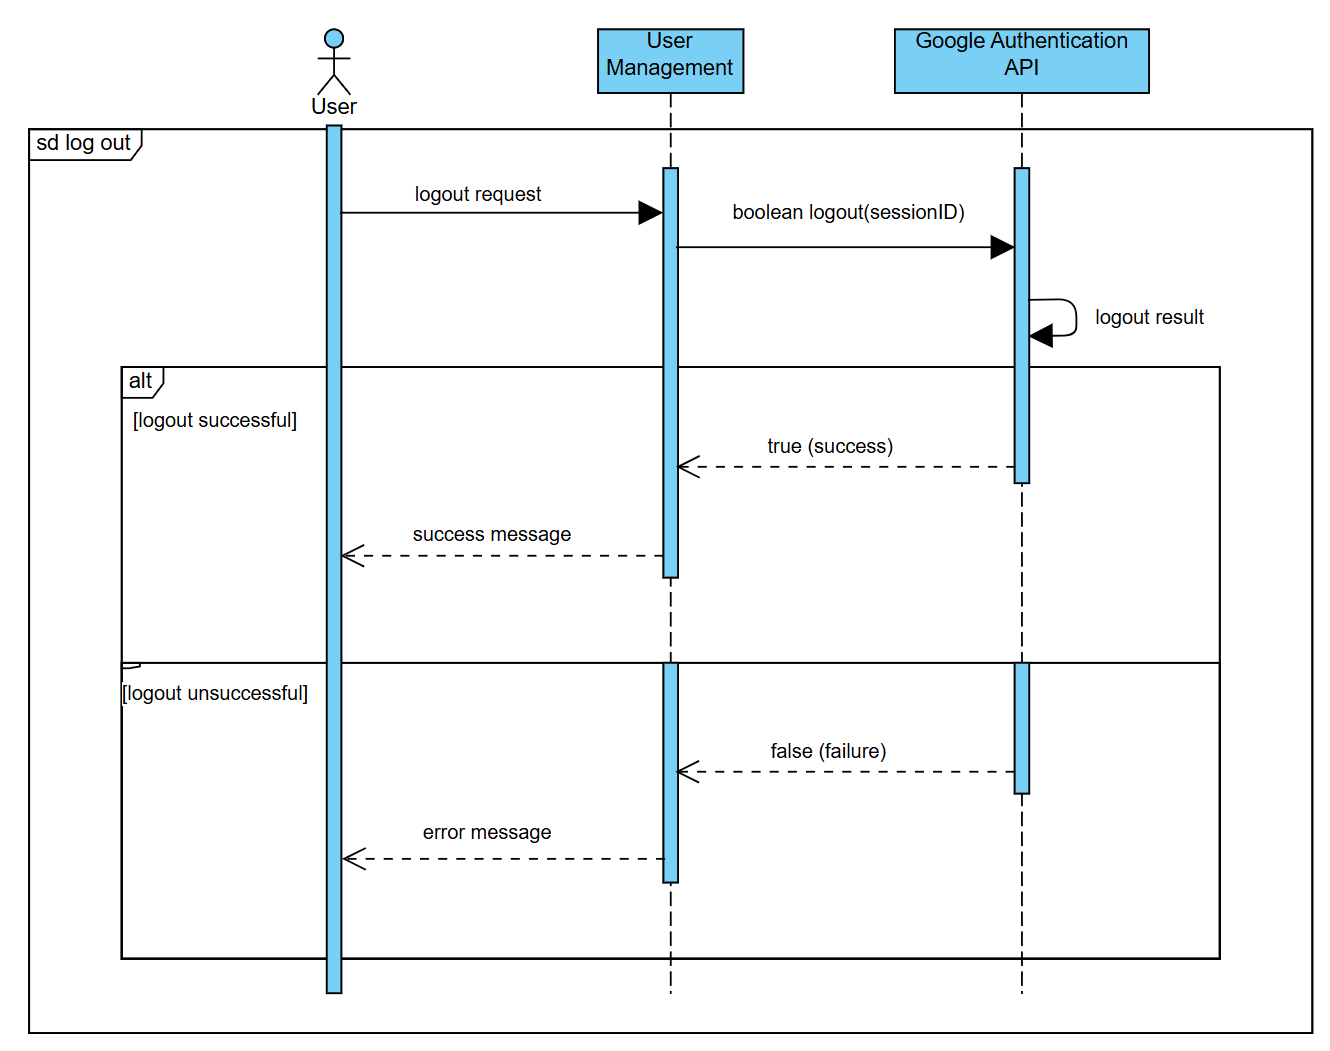 User
Management
Google Authentication
API
User
sd log out
logout request
boolean logout(sessionID)
logout result
alt
[logout successful]
true (success)
success message
[logout unsuccessful]
false (failure)
error message